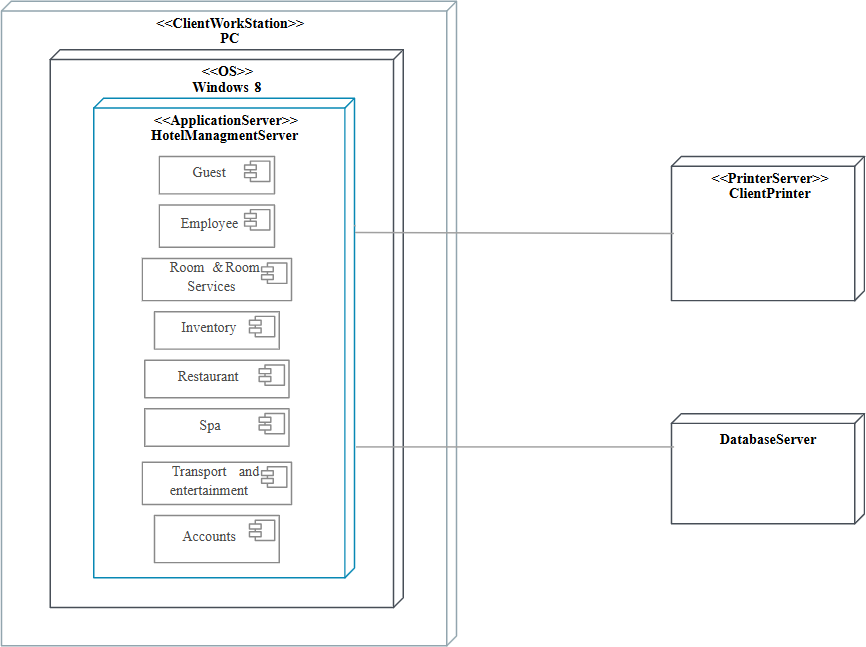 <<ClientWorkStation>>
PC
<<OS>>
Windows 8
<<ApplicationServer>>
HotelManagmentServer
Guest
Employee
Room & Room
Services
Inventory
Restaurant
Spa
Transport and
entertainment
Accounts
<<PrinterServer>>
ClientPrinter
DatabaseServer